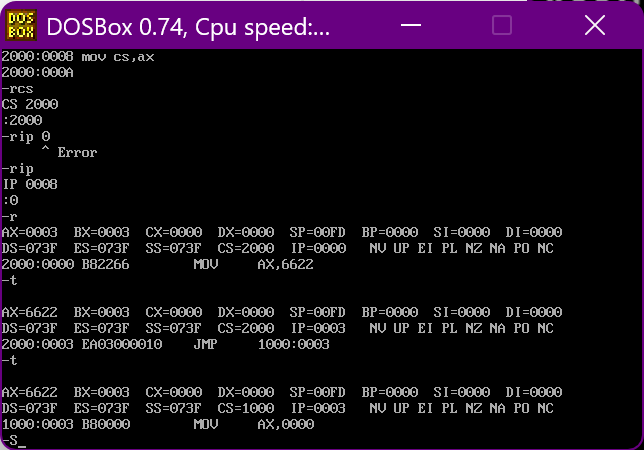 DOS
BOX
DOSBox 0.74, Cpu speed:...
2000:0008 mov cs,ax
2000:000A
-rcs
CS 2000
:2000
-rip 0
^ Error
-rip
IP 0008
:0
-r
AX=0003 BX=0003 CX=0000 DX=0000 SP=00FD BP=0000 SI=0000 DI=0000
DS=073F ES=073F SS=073F CS=2000 IP=0000 NV UP EI PL NZ NA PO NC
2000:0000 B82266 MOV AX,6622
-t
AX=6622 BX=0003 CX=0000 DX=0000 SP=00FD BP=0000 SI=0000 DI=0000
DS=073F ES=073F SS=073F CS=2000 IP=0003 NV UP EI PL NZ NA PO NC
2000:0003 EA03000010 JMP 1000:0003
-t
AX=6622 BX=0003 CX=0000 DX=0000 SP=00FD BP=0000 SI=0000 DI=0000
DS=073F ES=073F SS=073F CS=1000 IP=0003 NV UP EI PL NZ NA PO NC
1000:0003 B80000 MOV AX,0000
-S_